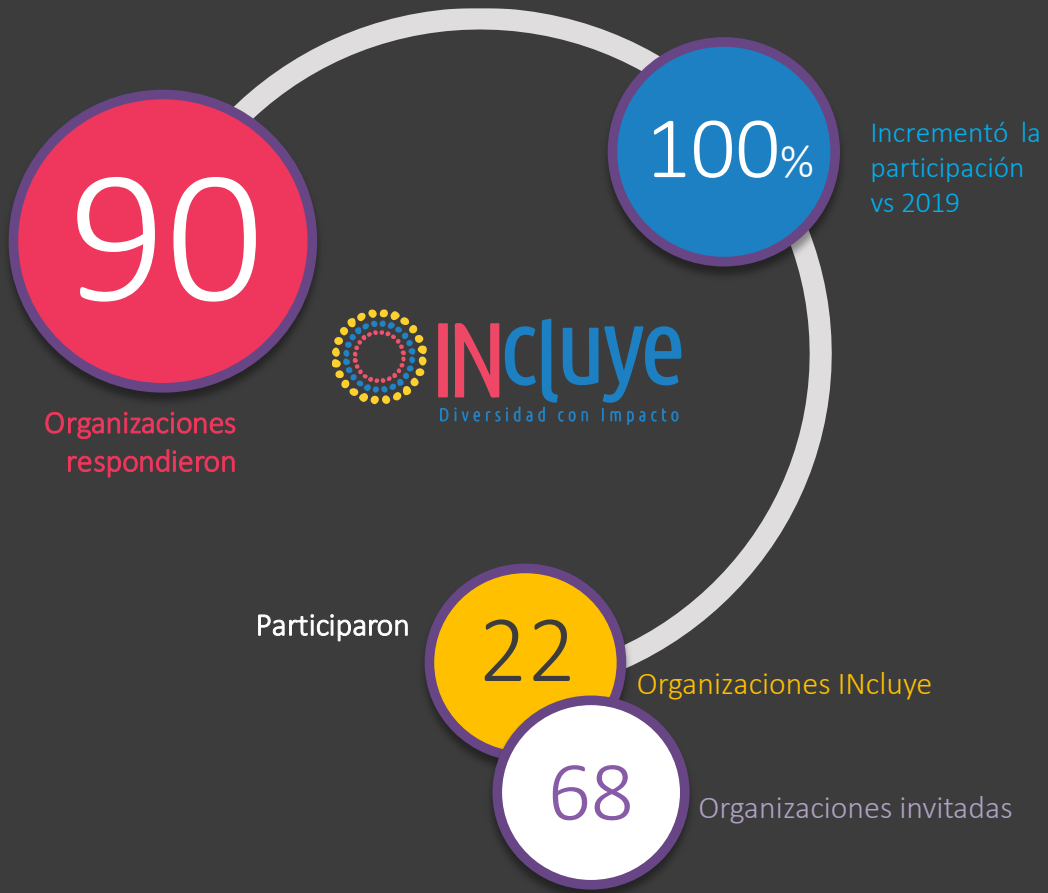 90
Organizaciones
respondieron
100%
Incrementó la
participación
vs 2019
INcluye
Diversidad con Impacto
Participaron
22
Organizaciones INcluye
68
Organizaciones invitadas